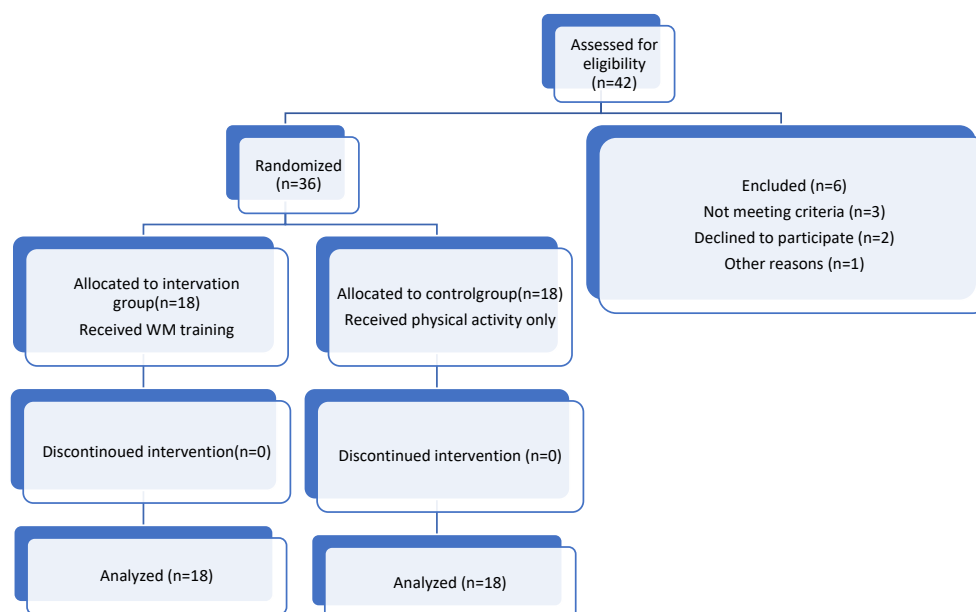 Assessed for
eligibility
(n=42)
Randomized
(n=36)
Encluded (n=6)
Not meeting criteria (n=3)
Declined to participate (n=2)
Other reasons (n=1)
Allocated to intervation
group(n=18)
Received WM training
Allocated to controlgroup(n=18)
Received physical activity only
Discontinoued intervention(n=0)
Discontinued intervention (n=0)
Analyzed (n=18)
Analyzed (n=18)